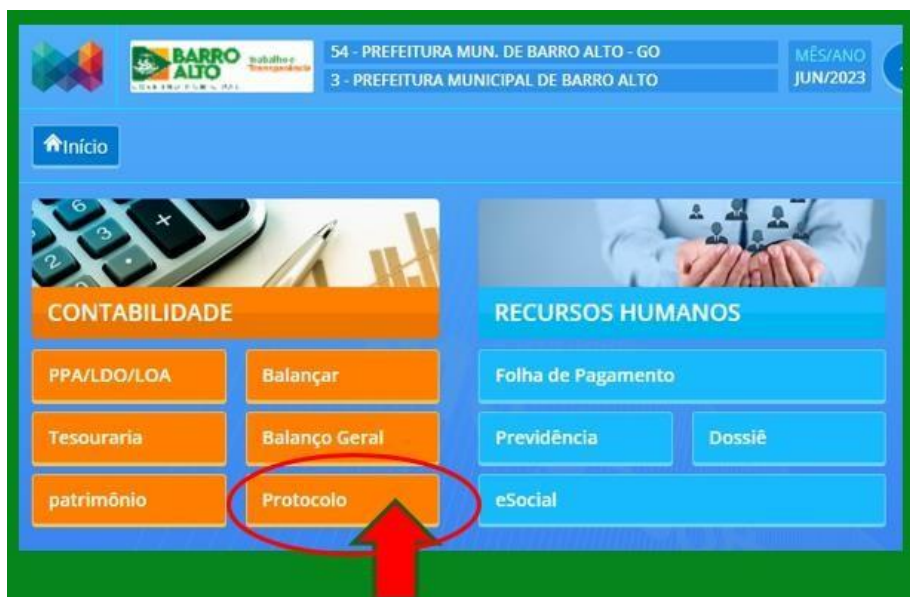 BARRO ALTO
Trabalho e Transparência
54 - PREFEITURA MUN. DE BARRO ALTO - GO
3 - PREFEITURA MUNICIPAL DE BARRO ALTO
MÊS/ANO
JUN/2023
Início
CONTABILIDADE
PPA/LDO/LOA
Balançar
Tesouraria
Balanço Geral
patrimônio
Protocolo
RECURSOS HUMANOS
Folha de Pagamento
Previdência
Dossiê
eSocial